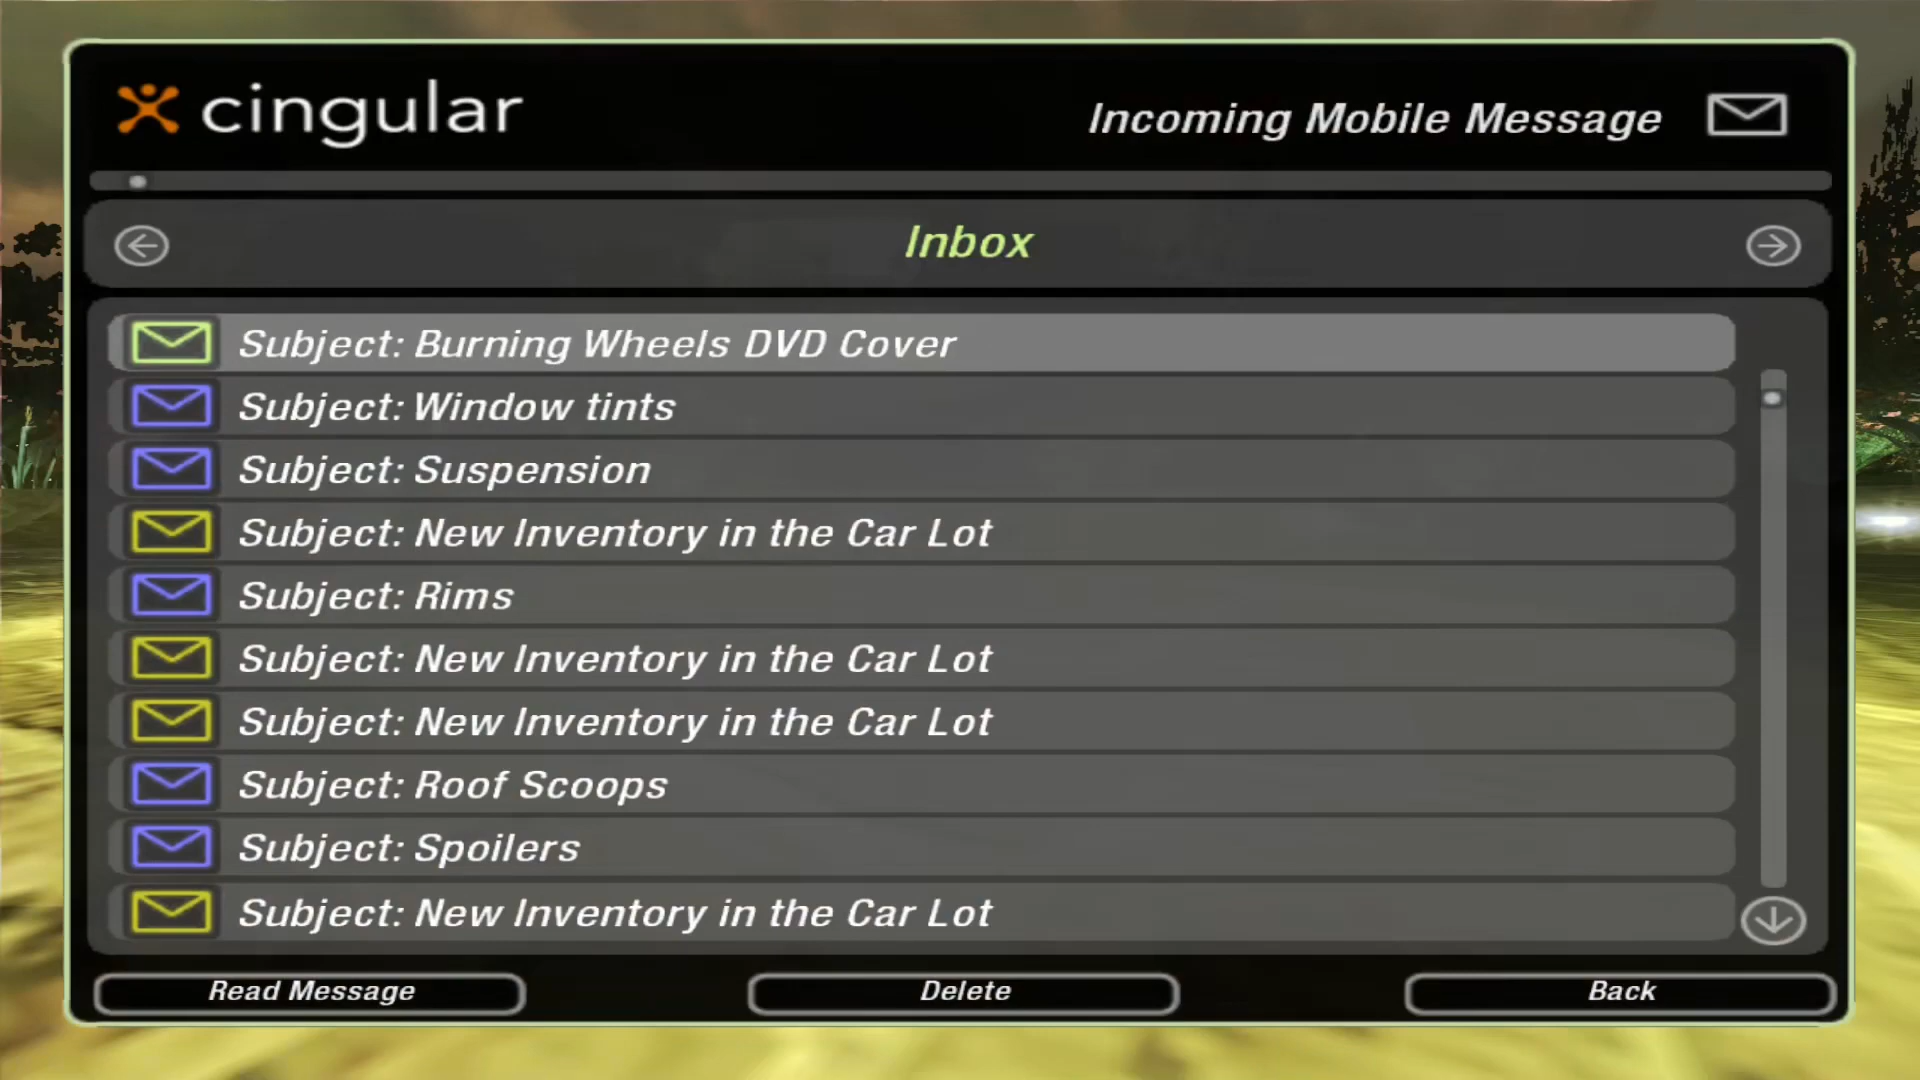 cingular
Incoming Mobile Message
Inbox
Subject: Burning Wheels DVD Cover
Subject: Window tints
Subject: Suspension
Subject: New Inventory in the Car Lot
Subject: Rims
Subject: New Inventory in the Car Lot
Subject: New Inventory in the Car Lot
Subject: Roof Scoops
Subject: Spoilers
Subject: New Inventory in the Car Lot
Read Message
Delete
Back